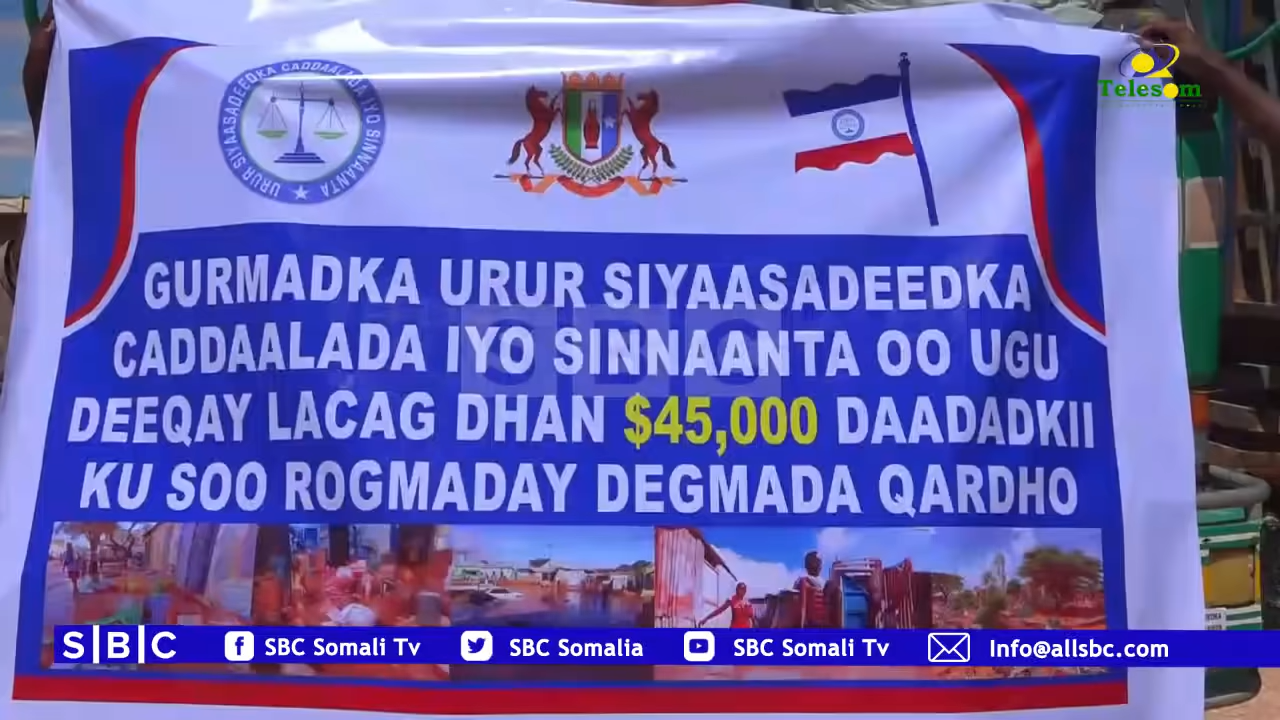 URUR SIYAASADEEDKA CADDAALADA IYO SINNAANTA
Telesom
GURMADKA URUR SIYAASADEEDKA
CADDAALADA IYO SINNAANTA OO UGU
DEEQAY LACAG DHAN $45,000 DAADADKII
KU SOO ROGMADAY DEGMADA QARDHO
SBC
S|B|C SBC Somali Tv SBC Somalia SBC Somali Tv Info@allsbc.com